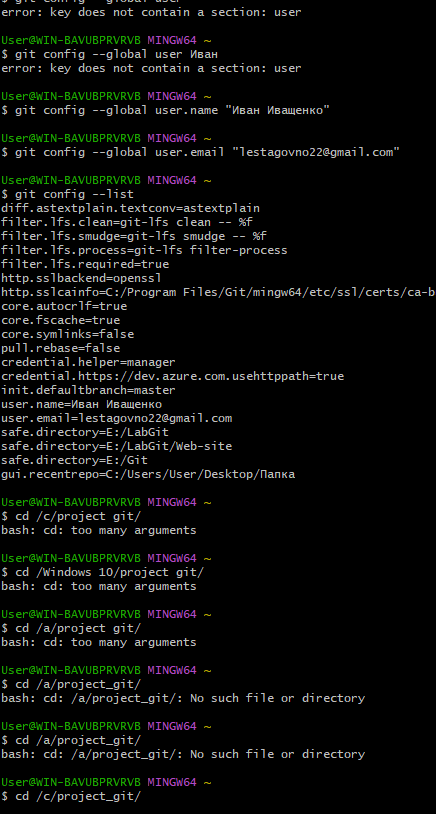 $ git config --global user
error: key does not contain a section: user
User@WIN-BAVUBPRVRVB MINGW64 ~
$ git config --global user Иван
error: key does not contain a section: user
User@WIN-BAVUBPRVRVB MINGW64 ~
$ git config --global user.name "Иван Иващенко"
User@WIN-BAVUBPRVRVB MINGW64 ~
$ git config --global user.email "lestagovno22@gmail.com"
User@WIN-BAVUBPRVRVB MINGW64 ~
$ git config --list
diff.astextplain.textconv=astextplain
filter.lfs.clean=git-lfs clean -- %f
filter.lfs.smudge=git-lfs smudge -- %f
filter.lfs.process=git-lfs filter-process
filter.lfs.required=true
http.sslbackend=openssl
http.sslcainfo=C:/Program Files/Git/mingw64/etc/ssl/certs/ca-b
core.autocrlf=true
core.fscache=true
core.symlinks=false
pull.rebase=false
credential.helper=manager
credential.https://dev.azure.com.usehttppath=true
init.defaultbranch=master
user.name=Иван Иващенко
user.email=lestagovno22@gmail.com
safe.directory=E:/LabGit
safe.directory=E:/LabGit/Web-site
safe.directory=E:/Git
gui.recentrepo=C:/Users/User/Desktop/Папка
User@WIN-BAVUBPRVRVB MINGW64 ~
$ cd /c/project git/
bash: cd: too many arguments
User@WIN-BAVUBPRVRVB MINGW64 ~
$ cd /Windows 10/project git/
bash: cd: too many arguments
User@WIN-BAVUBPRVRVB MINGW64 ~
$ cd /a/project git/
bash: cd: too many arguments
User@WIN-BAVUBPRVRVB MINGW64 ~
$ cd /a/project_git/
bash: cd: /a/project_git/: No such file or directory
User@WIN-BAVUBPRVRVB MINGW64 ~
$ cd /a/project_git/
bash: cd: /a/project_git/: No such file or directory
User@WIN-BAVUBPRVRVB MINGW64 ~
$ cd /c/project_git/